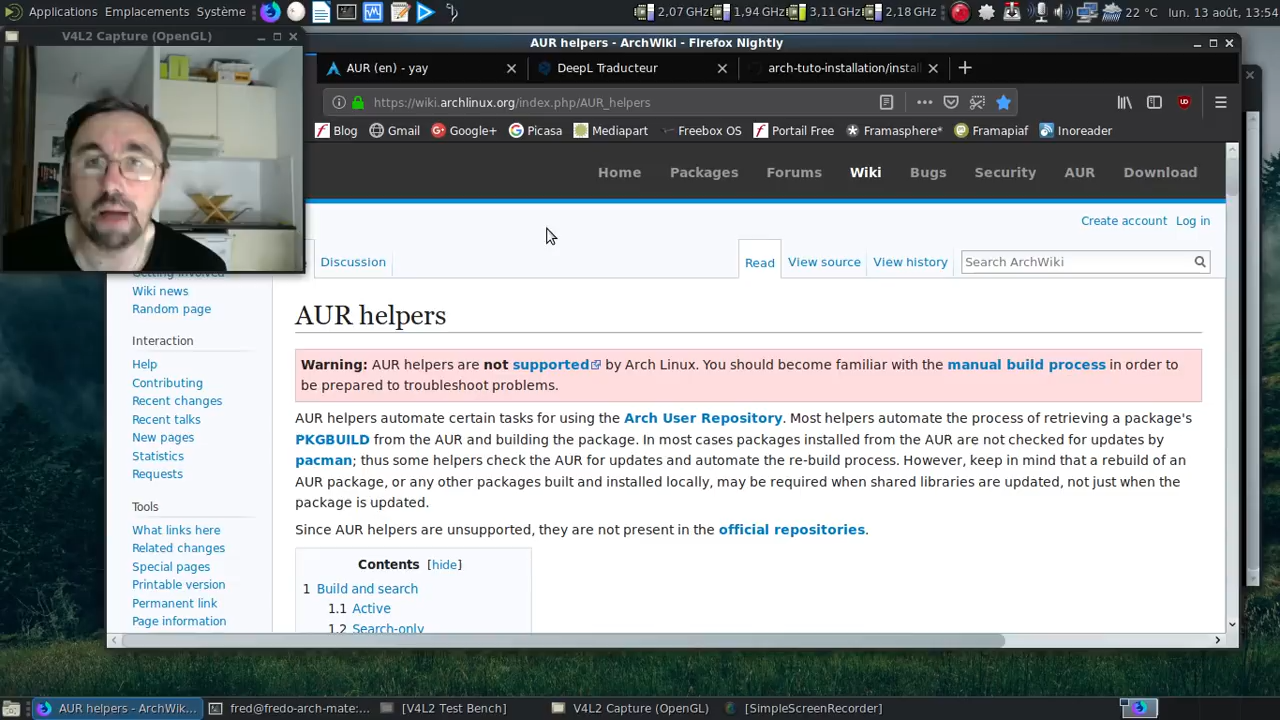 Applications Emplacements Système 2,07 GHz 1,94 GHz 3,11 GHz 2,18 GHz 22 °C lun. 13 août, 13:54
V4L2 Capture (OpenGL)
AUR helpers - ArchWiki - Firefox Nightly
AUR (en) - yay DeepL Traducteur arch-tuto-installation/instal
https://wiki.archlinux.org/index.php/AUR_helpers
Blog Gmail Google+ Picasa Mediapart Freebox OS Portail Free Framasphere* Framapiaf Inoreader
Home Packages Forums Wiki Bugs Security AUR Download
Create account Log in
Discussion Read View source View history Search ArchWiki
Getting involved
Wiki news
Random page
Interaction
Help
Contributing
Recent changes
Recent talks
New pages
Statistics
Requests
Tools
What links here
Related changes
Special pages
Printable version
Permanent link
Page information
AUR helpers
Warning: AUR helpers are not supported by Arch Linux. You should become familiar with the manual build process in order to
be prepared to troubleshoot problems.
AUR helpers automate certain tasks for using the Arch User Repository. Most helpers automate the process of retrieving a package's
PKGBUILD from the AUR and building the package. In most cases packages installed from the AUR are not checked for updates by
pacman; thus some helpers check the AUR for updates and automate the re-build process. However, keep in mind that a rebuild of an
AUR package, or any other packages built and installed locally, may be required when shared libraries are updated, not just when the
package is updated.
Since AUR helpers are unsupported, they are not present in the official repositories.
Contents [hide]
1 Build and search
1.1 Active
1.2 Search-only
AUR helpers - ArchWik... fred@fredo-arch-mate:... [V4L2 Test Bench] V4L2 Capture (OpenGL) [SimpleScreenRecorder]